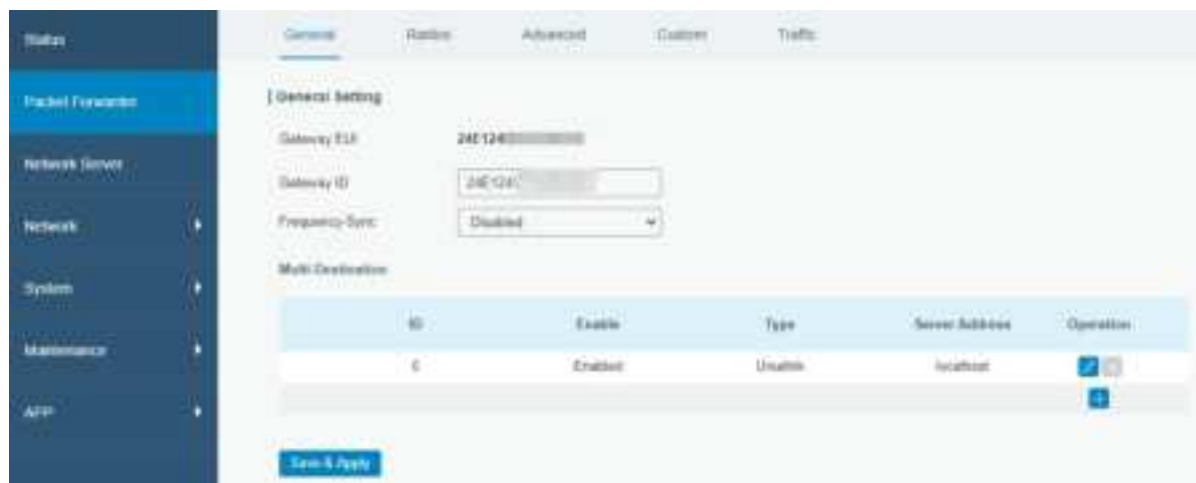 Status
Packet Forwarder
Network Server
Network
System
Maintenance
APP
General Radios Advanced Custom Traffic
General Setting
Gateway EUI 24E124
Gateway ID 24E124
Frequency-Sync Disabled
Multi-Destination
ID Enable Type Server Address Operation
0 Enabled localhost
Save & Apply